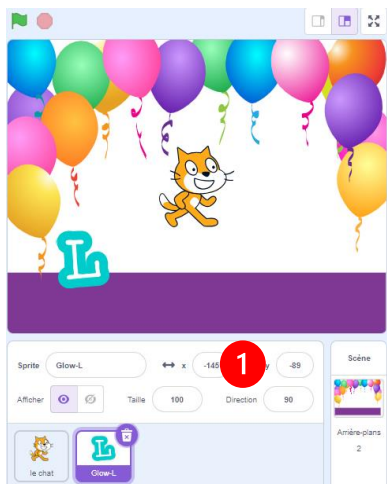 L
Sprite Glow-L x -145 1 y -89 Scène
Afficher Taille 100 Direction 90
Arrière-plans
2
le chat Glow-L